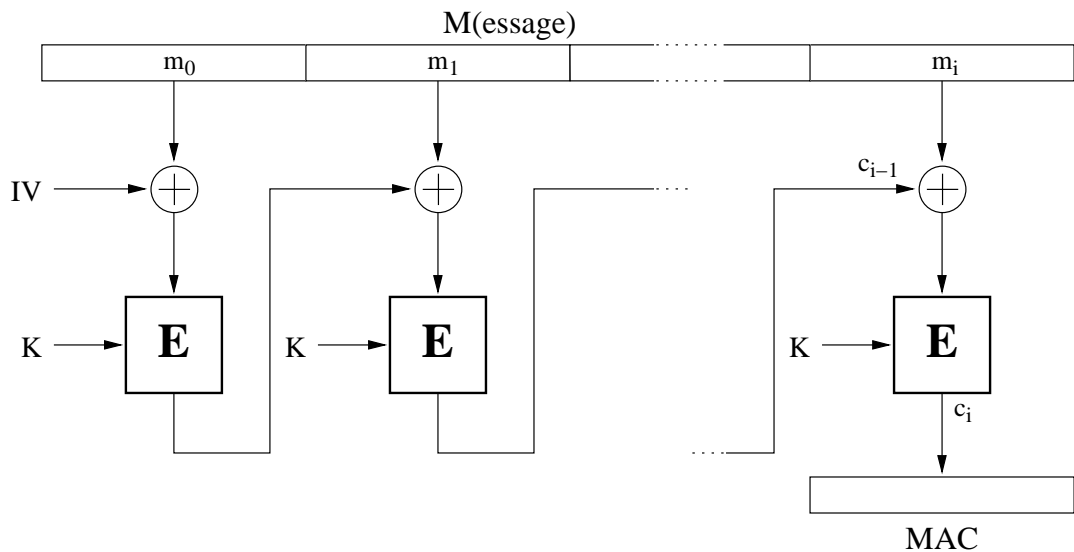 M(essage)
m₀ m₁ mᵢ
cᵢ₋₁
IV
E E E
K K K
cᵢ
MAC